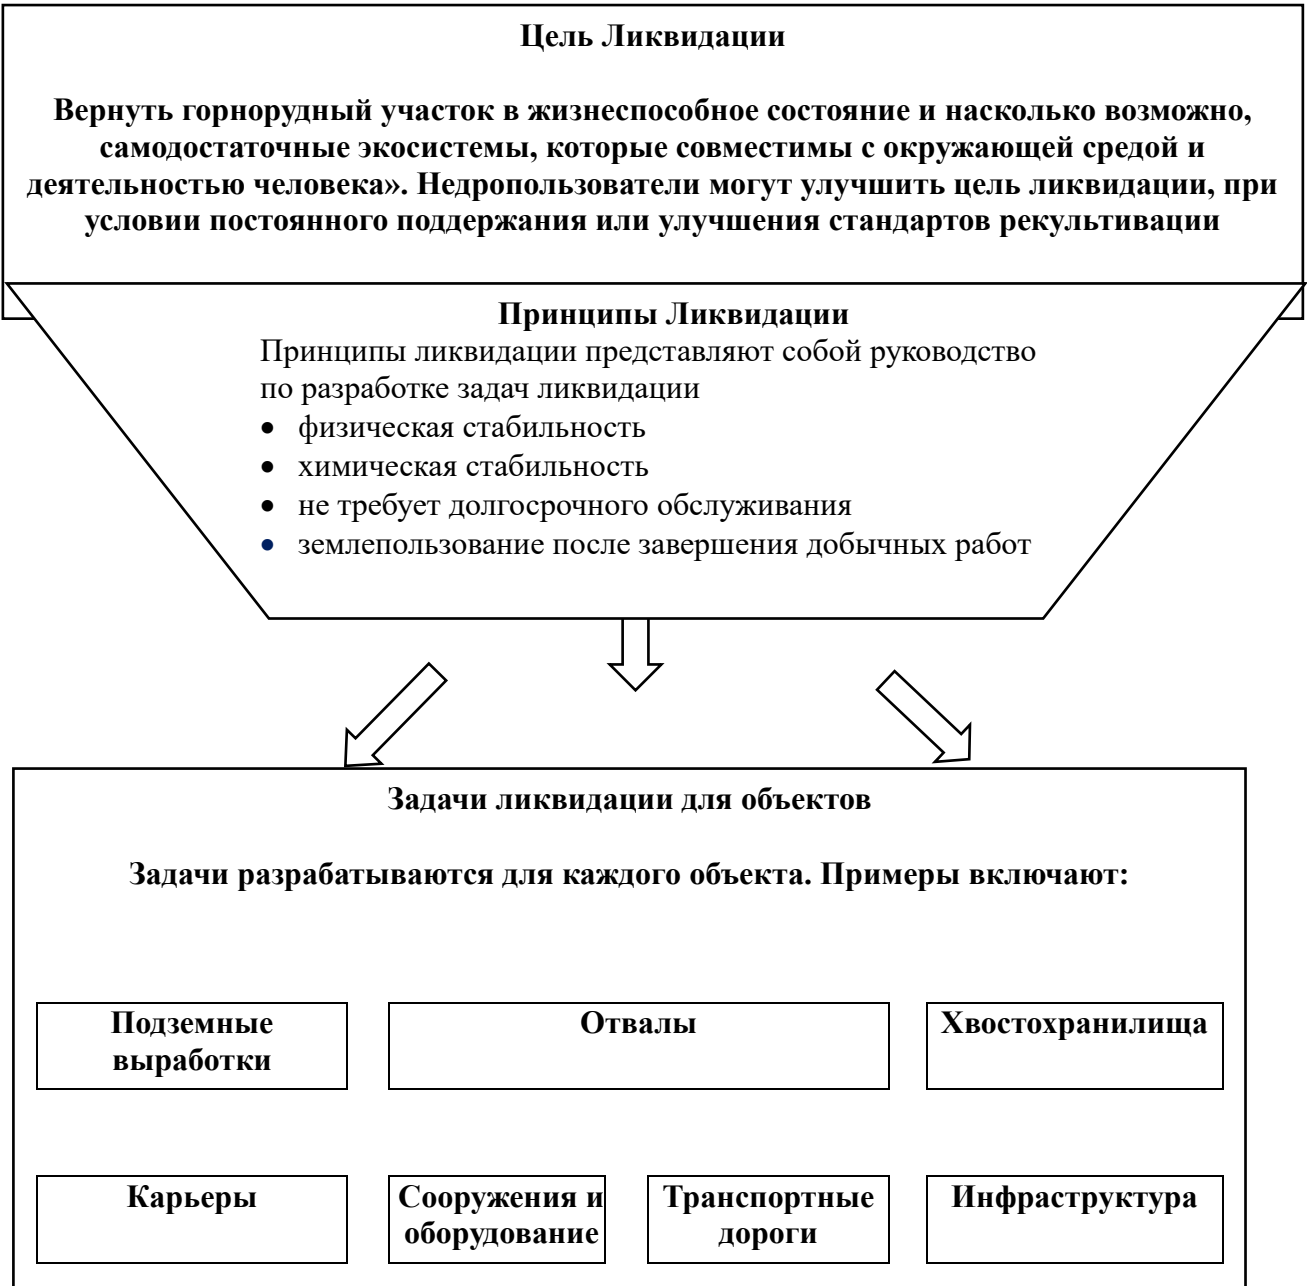 Цель Ликвидации
Вернуть горнорудный участок в жизнеспособное состояние и насколько возможно,
самодостаточные экосистемы, которые совместимы с окружающей средой и
деятельностью человека». Недропользователи могут улучшить цель ликвидации, при
условии постоянного поддержания или улучшения стандартов рекультивации
Принципы Ликвидации
Принципы ликвидации представляют собой руководство
по разработке задач ликвидации
• физическая стабильность
• химическая стабильность
• не требует долгосрочного обслуживания
• землепользование после завершения добычных работ
Задачи ликвидации для объектов
Задачи разрабатываются для каждого объекта. Примеры включают:
Подземные
выработки
Отвалы
Хвостохранилища
Карьеры
Сооружения и
оборудование
Транспортные
дороги
Инфраструктура